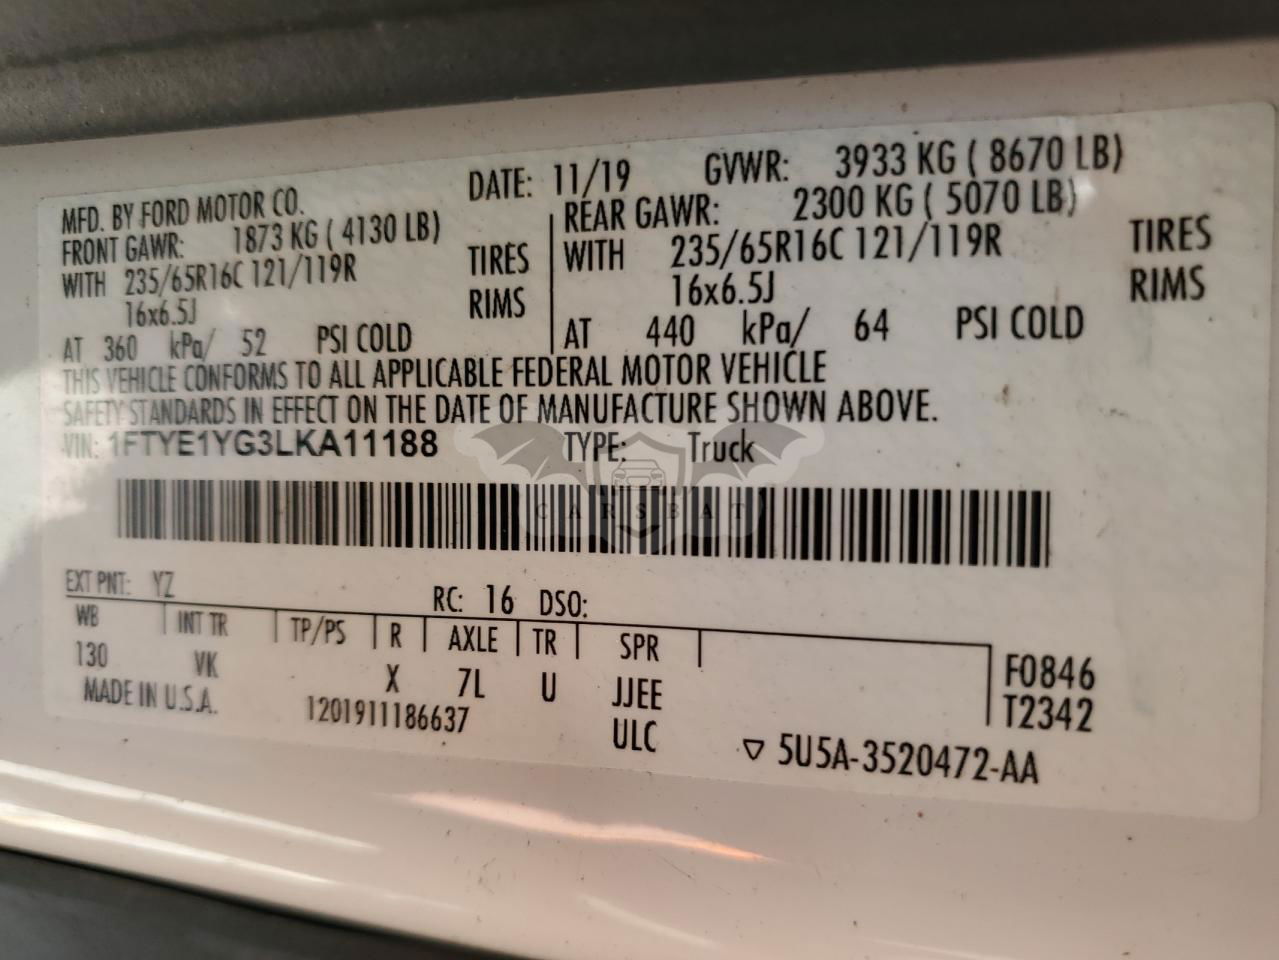 MFD. BY FORD MOTOR CO. DATE: 11/19 GVWR: 3933 KG ( 8670 LB)
FRONT GAWR: 1873 KG ( 4130 LB) REAR GAWR: 2300 KG ( 5070 LB)
WITH 235/65R16C 121/119R TIRES WITH 235/65R16C 121/119R TIRES
16x6.5J RIMS 16x6.5J RIMS
AT 360 kPa/ 52 PSI COLD AT 440 kPa/ 64 PSI COLD
THIS VEHICLE CONFORMS TO ALL APPLICABLE FEDERAL MOTOR VEHICLE
SAFETY STANDARDS IN EFFECT ON THE DATE OF MANUFACTURE SHOWN ABOVE.
VIN: 1FTYE1YG3LKA11188 TYPE: Truck
CARSBAT
EXT PNT: YZ RC: 16 DSO:
WB INT TR TP/PS R AXLE TR SPR
130 VK X 7L U JJEE F0846
MADE IN U.S.A. 1201911186637 ULC T2342
5U5A-3520472-AA